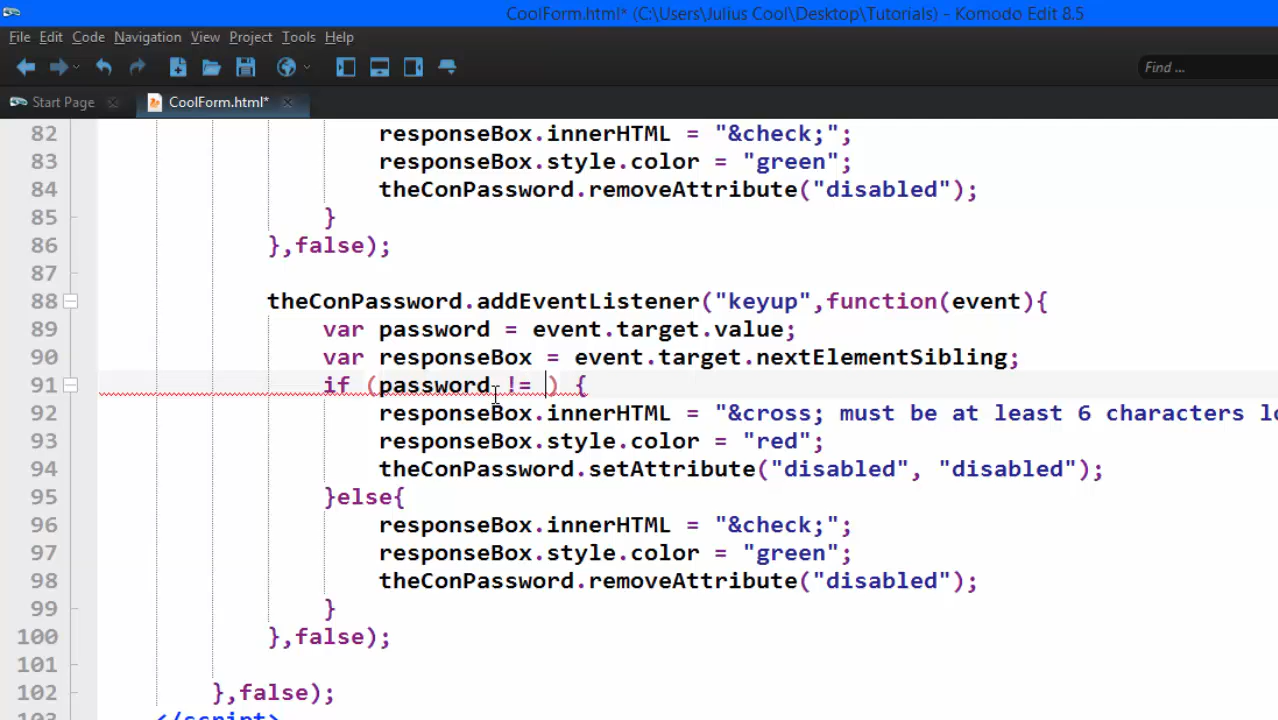 CoolForm.html* (C:\Users\Julius Cool\Desktop\Tutorials) - Komodo Edit 8.5
File Edit Code Navigation View Project Tools Help
Find ...
Start Page CoolForm.html*
82 responseBox.innerHTML = "&check;";
83 responseBox.style.color = "green";
84 theConPassword.removeAttribute("disabled");
85 }
86 },false);
87
88 theConPassword.addEventListener("keyup",function(event){
89 var password = event.target.value;
90 var responseBox = event.target.nextElementSibling;
91 if (password != ) {
92 responseBox.innerHTML = "&cross; must be at least 6 characters lo
93 responseBox.style.color = "red";
94 theConPassword.setAttribute("disabled", "disabled");
95 }else{
96 responseBox.innerHTML = "&check;";
97 responseBox.style.color = "green";
98 theConPassword.removeAttribute("disabled");
99 }
100 },false);
101
102 },false);
103 </script>